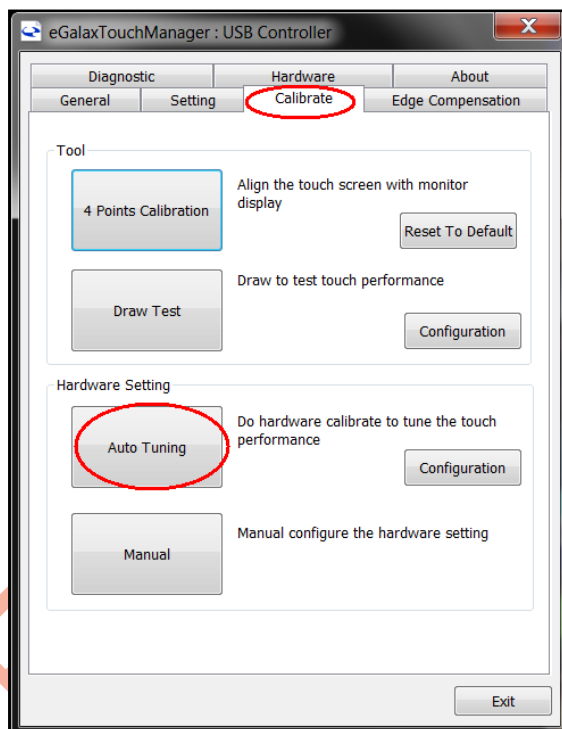 eGalaxTouchManager : USB Controller
X
Diagnostic Hardware About
General Setting Calibrate Edge Compensation
Tool
4 Points Calibration
Align the touch screen with monitor
display
Reset To Default
Draw Test
Draw to test touch performance
Configuration
Hardware Setting
Auto Tuning
Do hardware calibrate to tune the touch
performance
Configuration
Manual
Manual configure the hardware setting
Exit